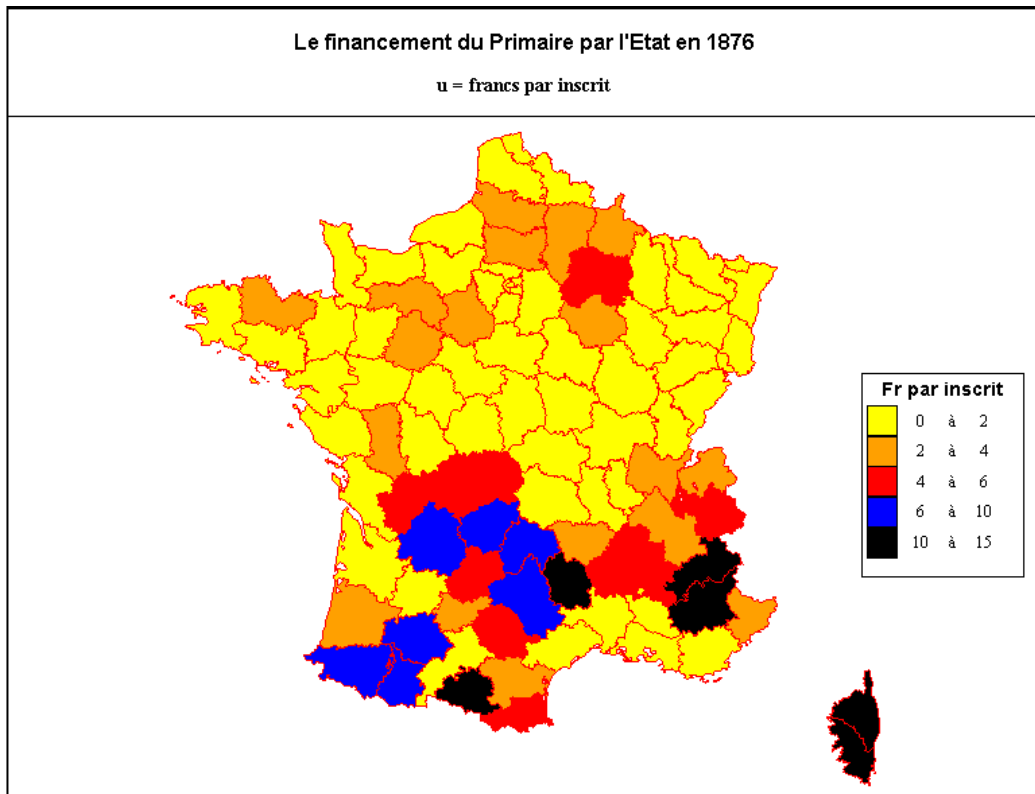 Le financement du Primaire par l'Etat en 1876
u = francs par inscrit
Fr par inscrit
0 à 2
2 à 4
4 à 6
6 à 10
10 à 15